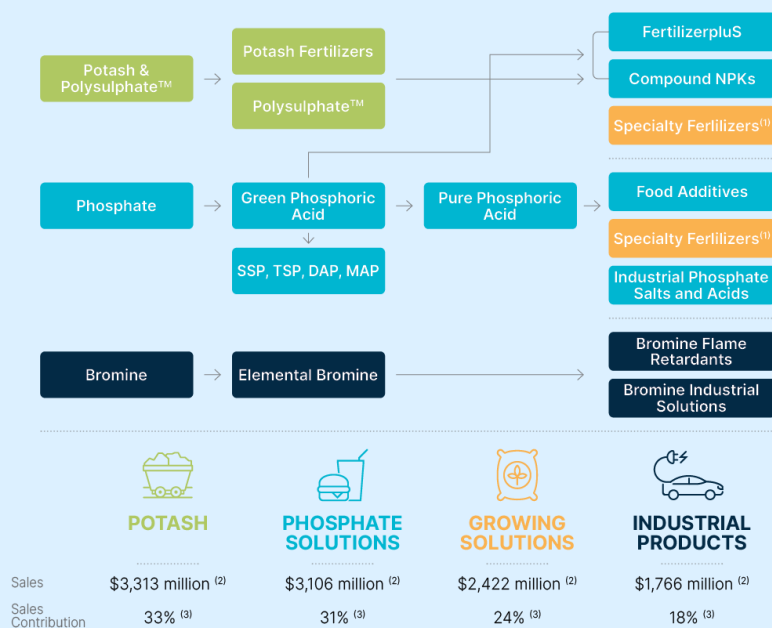 FertilizerpluS
Potash Fertilizers
Potash &
Polysulphate™
Compound NPKs
Polysulphate™
Specialty Ferlilizers(1)
Phosphate
Green Phosphoric
Acid
Pure Phosphoric
Acid
Food Additives
Specialty Ferlilizers(1)
SSP, TSP, DAP, MAP
Industrial Phosphate
Salts and Acids
Bromine Flame
Retardants
Bromine
Elemental Bromine
Bromine Industrial
Solutions
POTASH
PHOSPHATE
SOLUTIONS
GROWING
SOLUTIONS
INDUSTRIAL
PRODUCTS
Sales $3,313 million (2) $3,106 million (2) $2,422 million (2) $1,766 million (2)
Sales
Contribution 33% (3) 31% (3) 24% (3) 18% (3)